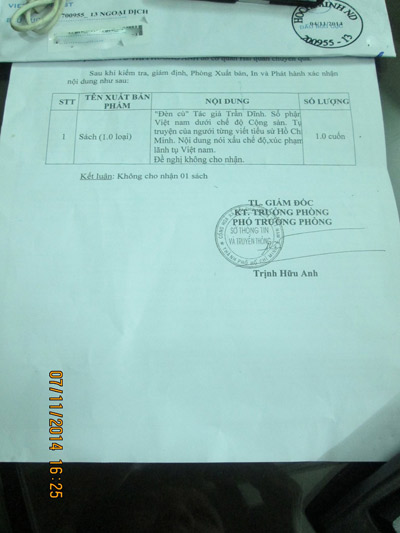 700955 - 13 NGOẠI DỊCH
04/11/2014
700955 - 13
Sau khi kiểm tra, giám định, Phòng Xuất bản, In và Phát hành xác nhận
nội dung như sau:
STT
TÊN XUẤT BẢN PHẨM
NỘI DUNG
SỐ LƯỢNG
1
Sách (1.0 loại)
"Đèn cù" Tác giả Trần Dĩnh. Số phận
Việt nam dưới chế độ Cộng sản. Tự
truyện của người từng viết tiểu sử Hồ Chí
Minh. Nội dung nói xấu chế độ,xúc phạm
lãnh tụ Việt nam.
Đề nghị không cho nhận.
1.0 cuốn
Kết luận: Không cho nhận 01 sách
TL. GIÁM ĐỐC
KT. TRƯỞNG PHÒNG
PHÓ TRƯỞNG PHÒNG
SỞ THÔNG TIN
VÀ TRUYỀN THÔNG
Trịnh Hữu Anh
07/11/2014 16:25